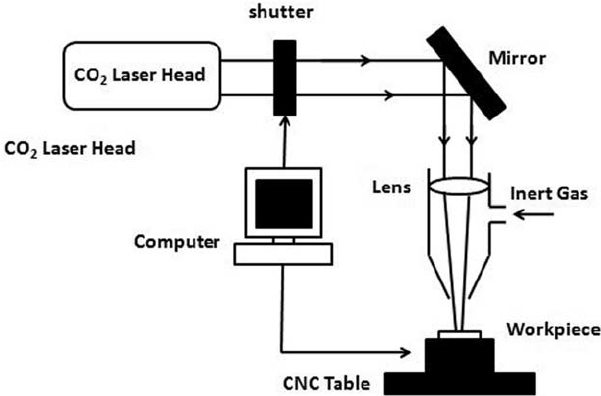 shutter
CO₂ Laser Head
Mirror
CO₂ Laser Head
Lens
Inert Gas
Computer
Workpiece
CNC Table